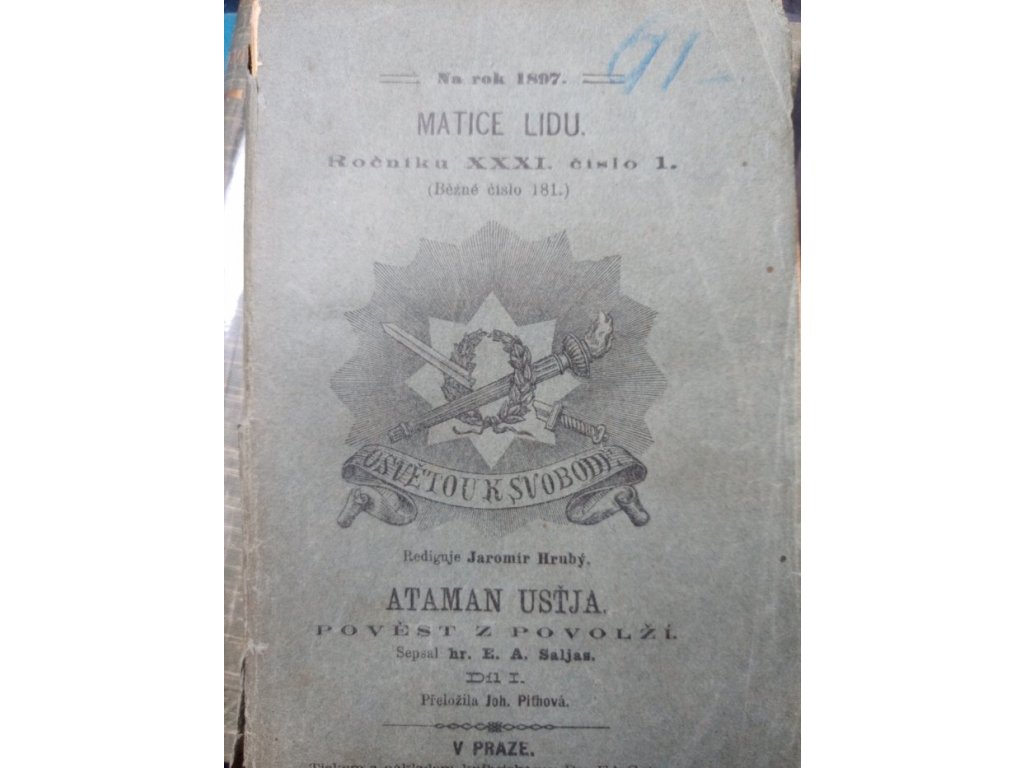 91
Na rok 1897.
MATICE LIDU.
Ročníku XXXI. číslo 1.
(Běžné číslo 181.)
OSVĚTOU K SVOBODĚ
Rediguje Jaromír Hrubý.
ATAMAN USŤJA.
POVĚST Z POVOLŽÍ.
Sepsal hr. E. A. Saljas.
Díl I.
Přeložila Joh. Piťhová.
V PRAZE.